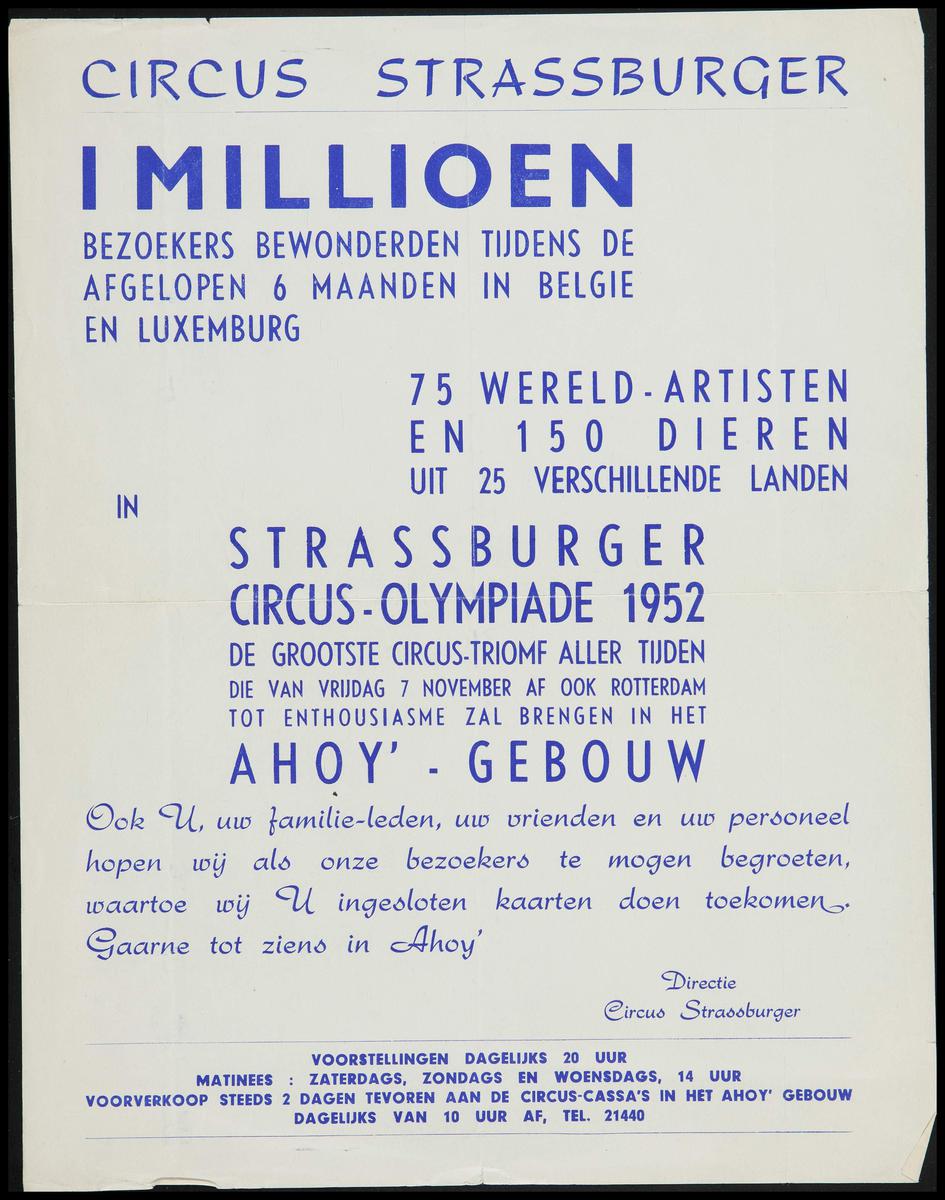 CIRCUS STRASSBURGER
1 MILLIOEN
BEZOEKERS BEWONDERDEN TIJDENS DE
AFGELOPEN 6 MAANDEN IN BELGIE
EN LUXEMBURG
75 WERELD-ARTISTEN
EN 150 DIEREN
UIT 25 VERSCHILLENDE LANDEN
IN
STRASSBURGER
CIRCUS-OLYMPIADE 1952
DE GROOTSTE CIRCUS-TRIOMF ALLER TIJDEN
DIE VAN VRIJDAG 7 NOVEMBER AF OOK ROTTERDAM
TOT ENTHOUSIASME ZAL BRENGEN IN HET
AHOY' - GEBOUW
Ook U, uw familie-leden, uw vrienden en uw personeel
hopen wij als onze bezoekers te mogen begroeten,
waartoe wij U ingesloten kaarten doen toekomen.
Gaarne tot ziens in Ahoy'
Directie
Circus Strassburger
VOORSTELLINGEN DAGELIJKS 20 UUR
MATINEES : ZATERDAGS, ZONDAGS EN WOENSDAGS, 14 UUR
VOORVERKOOP STEEDS 2 DAGEN TEVOREN AAN DE CIRCUS-CASSA'S IN HET AHOY' GEBOUW
DAGELIJKS VAN 10 UUR AF, TEL. 21440